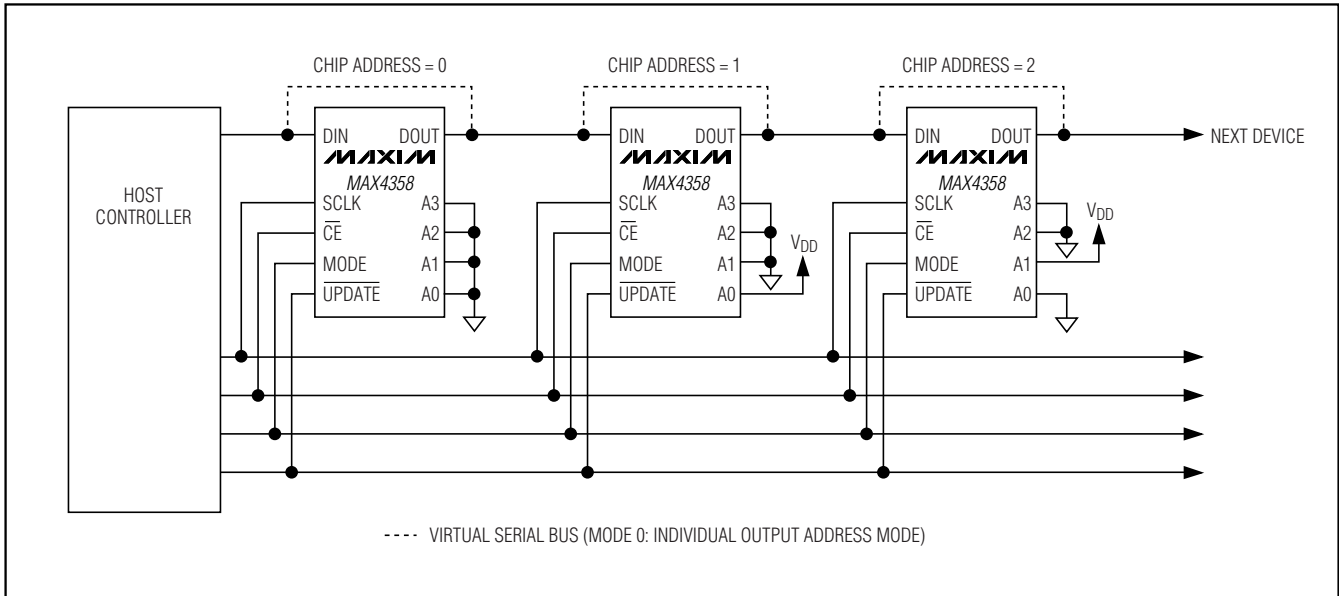 CHIP ADDRESS = 0
CHIP ADDRESS = 1
CHIP ADDRESS = 2
HOST
CONTROLLER
DIN DOUT
MAXIM
MAX4358
SCLK A3
CE A2
MODE A1
UPDATE A0
DIN DOUT
MAXIM
MAX4358
SCLK A3
CE A2
MODE A1
UPDATE A0
VDD
DIN DOUT
MAXIM
MAX4358
SCLK A3
CE A2
MODE A1
UPDATE A0
VDD
NEXT DEVICE
VIRTUAL SERIAL BUS (MODE 0: INDIVIDUAL OUTPUT ADDRESS MODE)